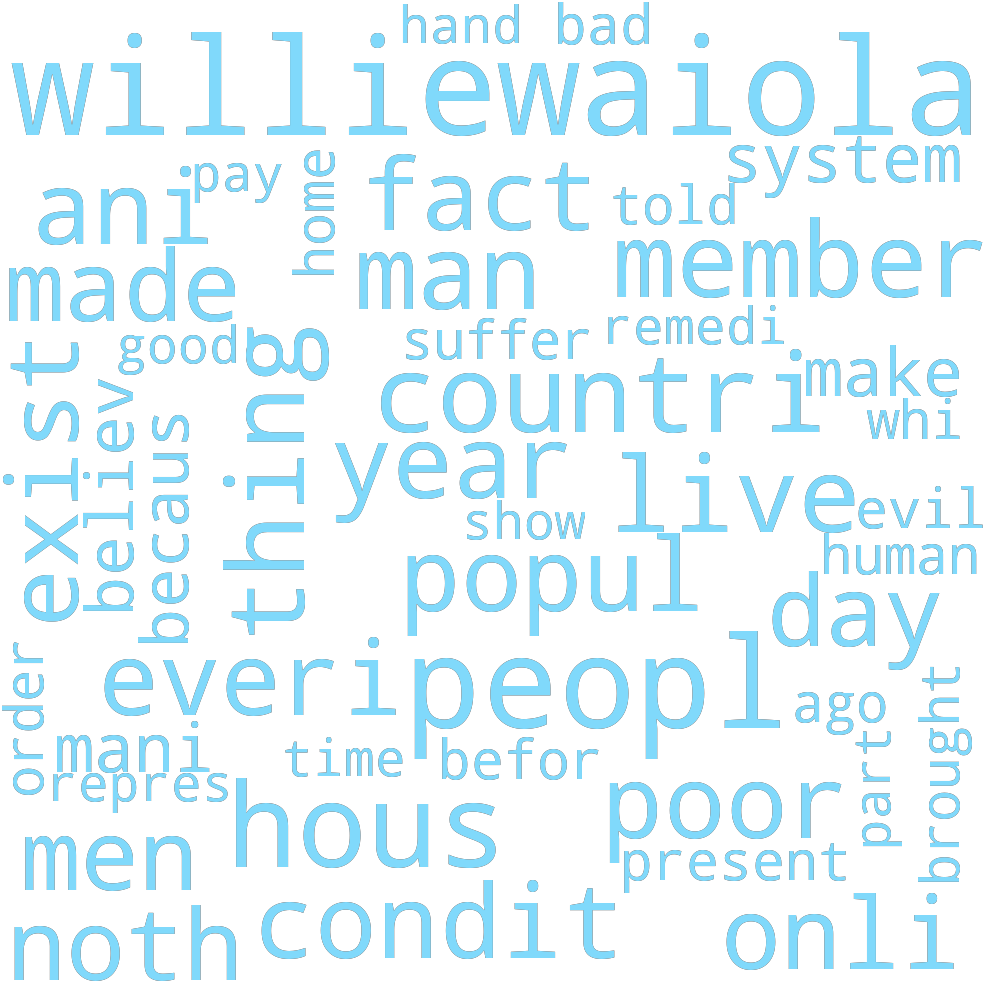 hand bad
williewaiola
system
ani pay home fact told
made man member
good suffer remedi
exist believ becaus thing countri make
whi
year live evil
show human
popul day
order everi peopl ago brought
mani time befor part
repres hous poor
men present
noth condit onli